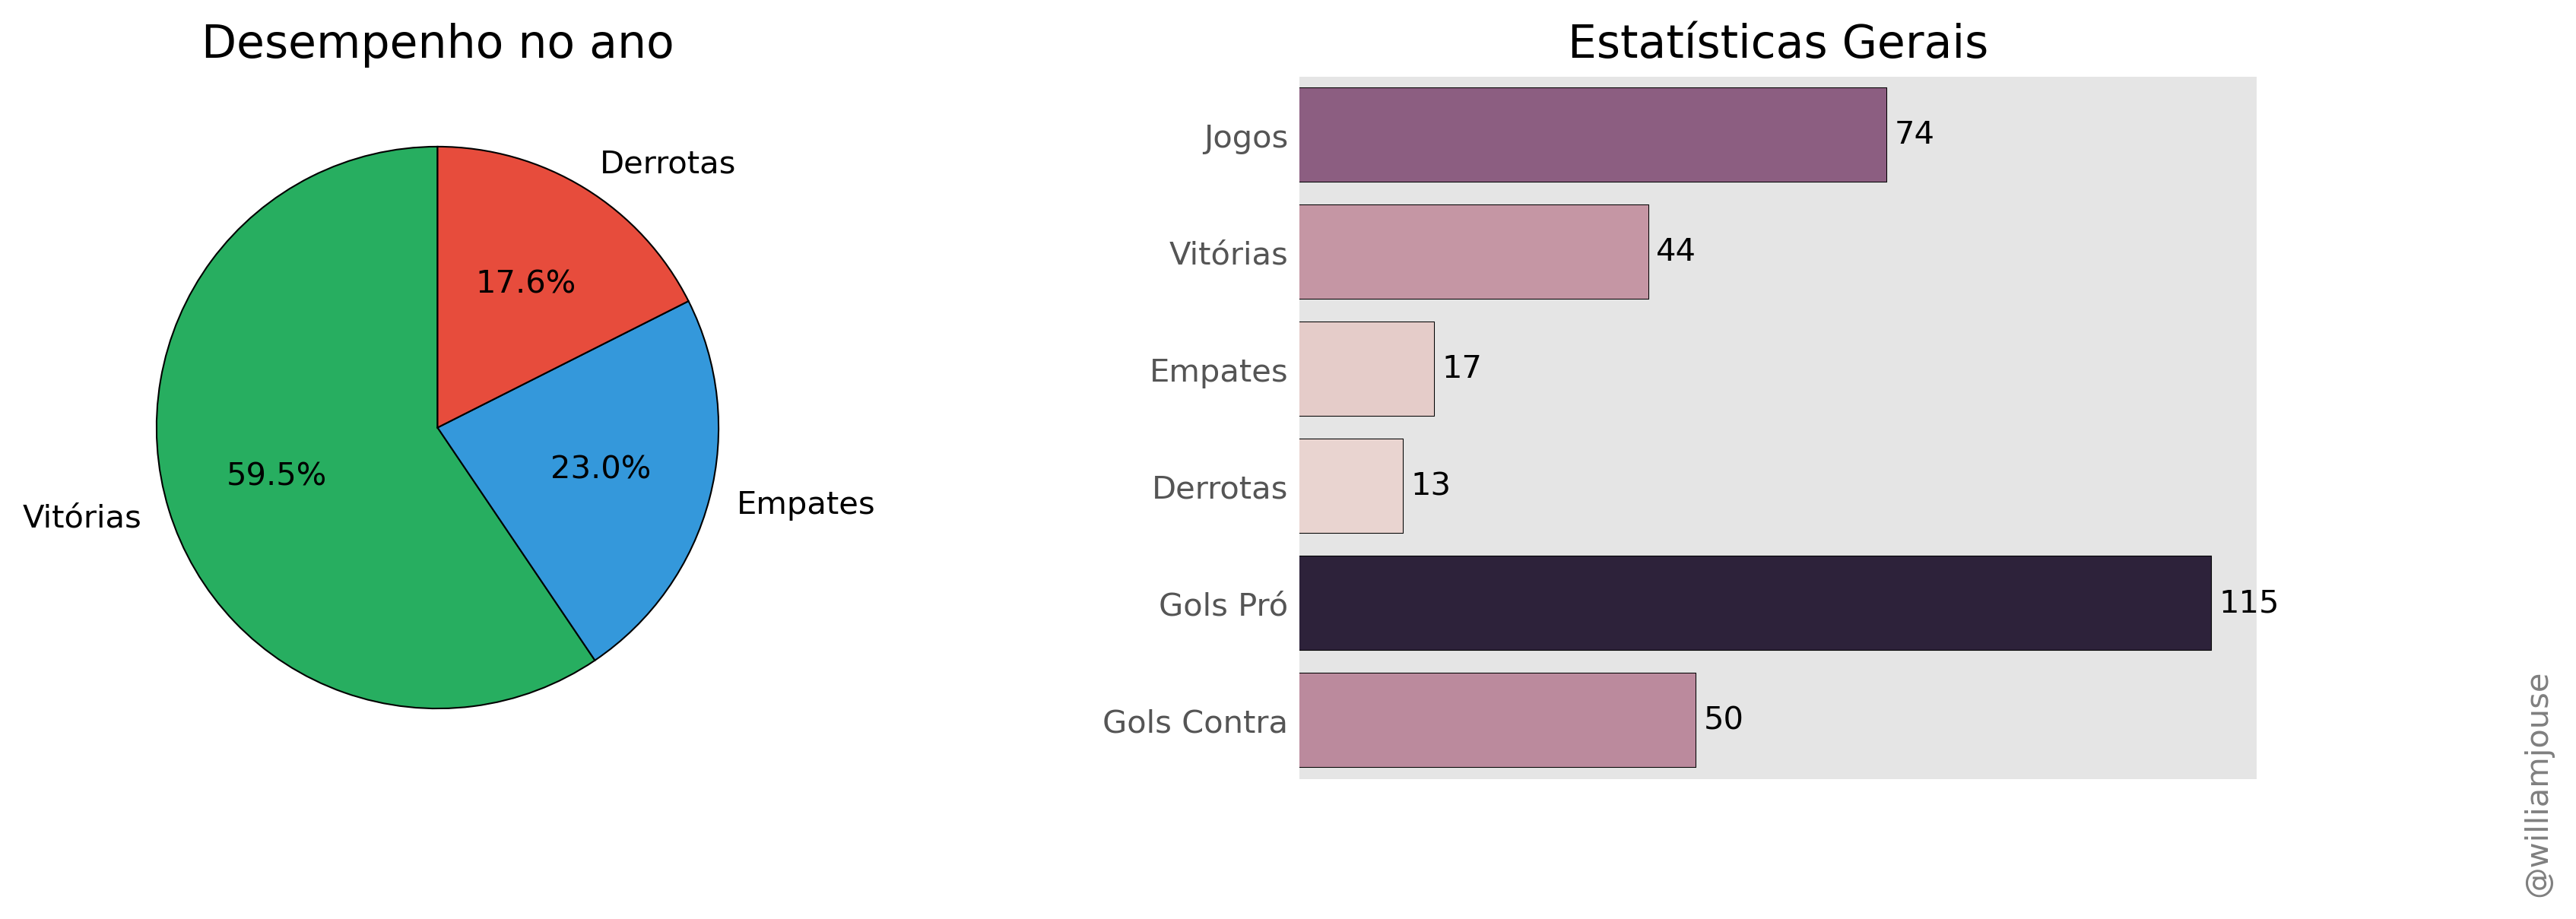 Desempenho no ano
Derrotas
17.6%
59.5%
23.0%
Vitórias
Empates
Estatísticas Gerais
Jogos
74
Vitórias
44
Empates
17
Derrotas
13
Gols Pró
115
Gols Contra
50
@williamjouse